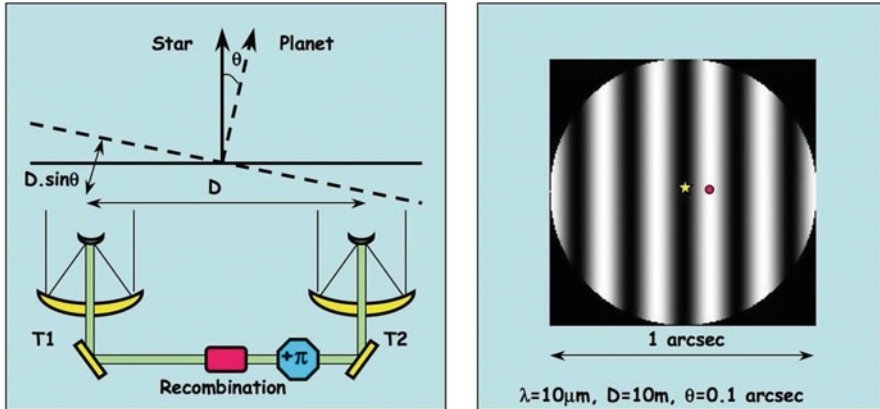 Star Planet
θ
D.sinθ
D
T1 T2
+π
Recombination
1 arcsec
λ=10μm, D=10m, θ=0.1 arcsec